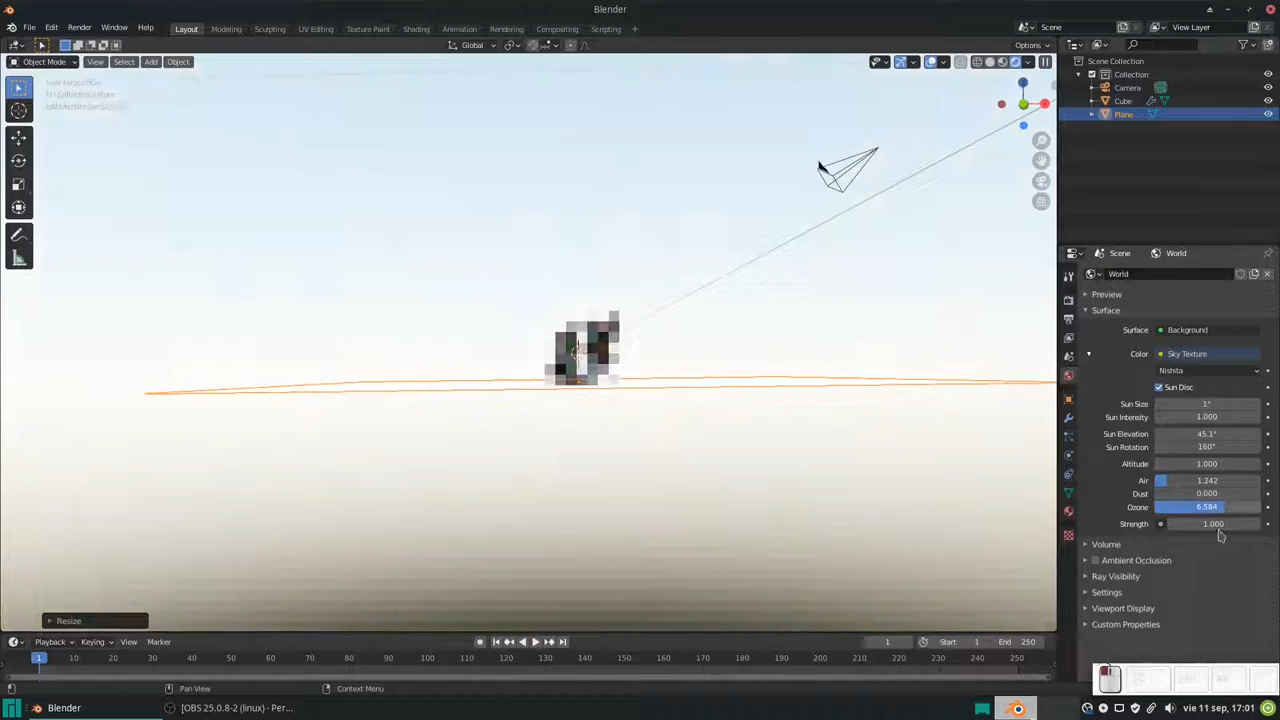 Blender
File Edit Render Window Help
Layout Modeling Sculpting UV Editing Texture Paint Shading Animation Rendering Compositing Scripting +
Scene
View Layer
Global
Options
Object Mode
View Select Add Object
User Perspective
Scene Collection
Collection
Camera
Cube
Plane
Scene
World
World
Preview
Surface
Surface Background
Color Sky Texture
Nishita
Sun Disc
Sun Size 1°
Sun Intensity 1.000
Sun Elevation 45.1°
Sun Rotation 160°
Altitude 1.000
Air 1.242
Dust 0.000
Ozone 6.584
Strength 1.000
Volume
Ambient Occlusion
Ray Visibility
Settings
Viewport Display
Custom Properties
Resize
Playback Keying View Marker
1 Start 1 End 250
1 10 20 30 40 50 60 70 80 90 100 110 120 130 140 150 160 170 180 190 200 210 220 230 240 250
Pan View
Context Menu
Blender
[OBS 25.0.8-2 (linux) - Per...
vie 11 sep, 17:01